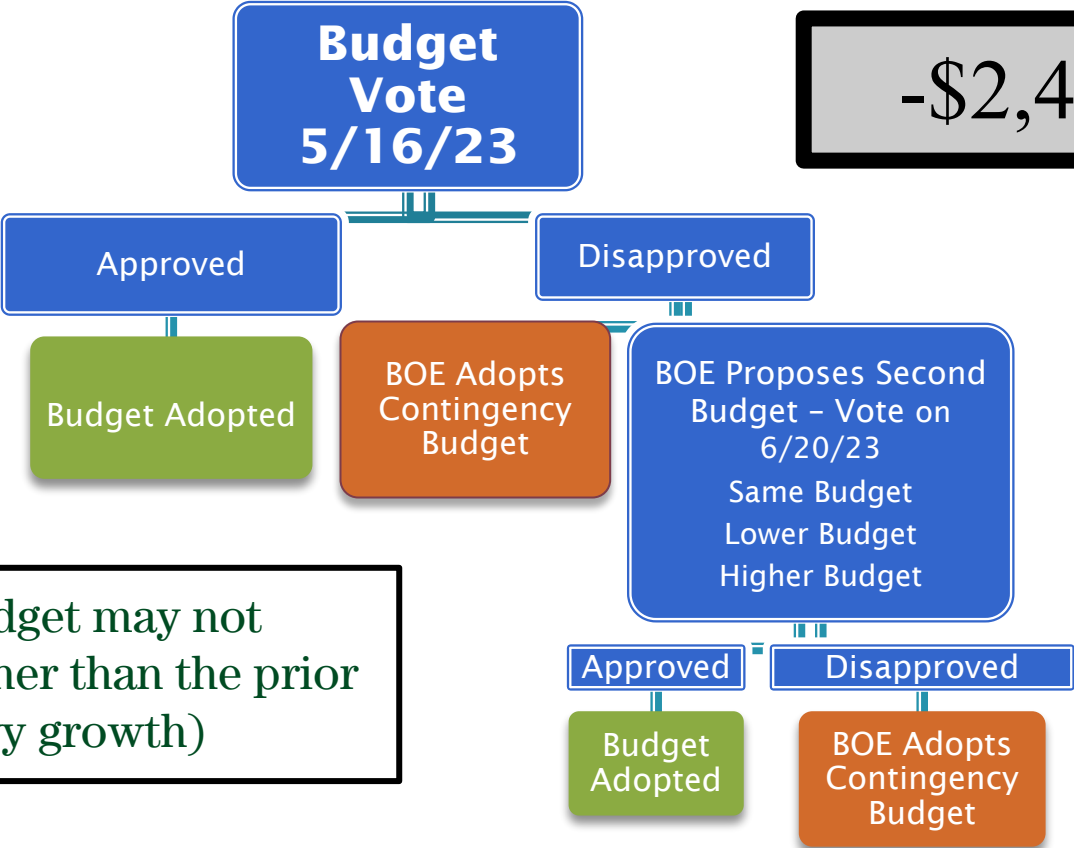 Budget
Vote
5/16/23
-$2,4
Approved
Disapproved
Budget Adopted
BOE Adopts
Contingency
Budget
BOE Proposes Second
Budget – Vote on
6/20/23
Same Budget
Lower Budget
Higher Budget
may not
than the prior
growth)
Approved
Disapproved
Budget
Adopted
BOE Adopts
Contingency
Budget